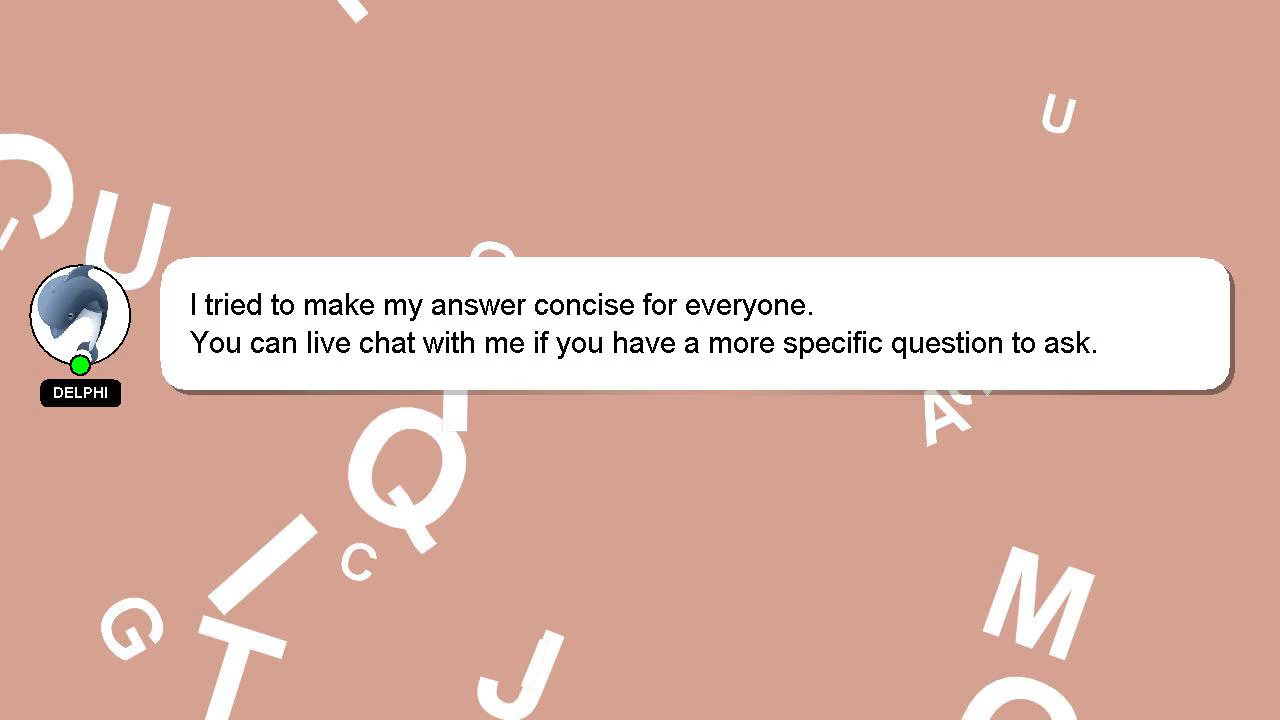 U
U
I tried to make my answer concise for everyone.
You can live chat with me if you have a more specific question to ask.
DELPHI
A
Q
C
I
G
T
J
M